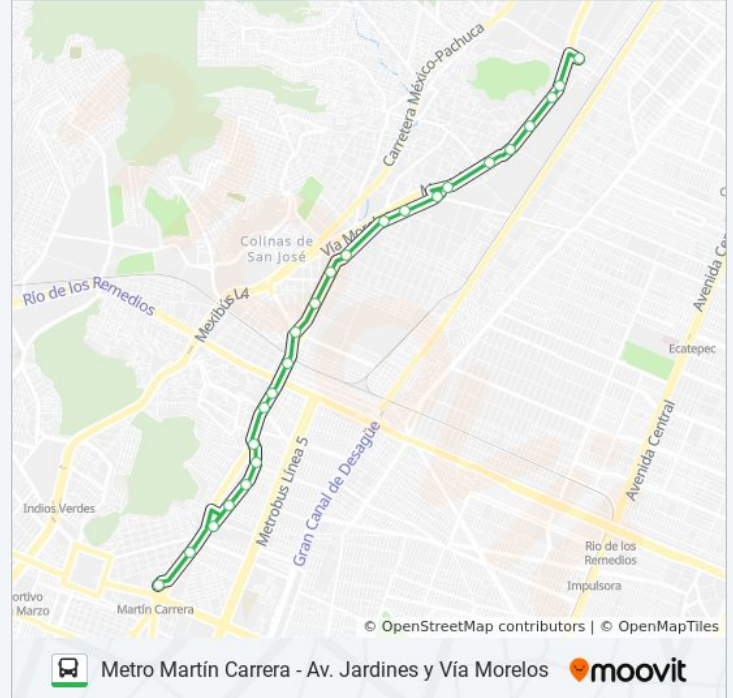 Carretera México-Pachuca
Colinas de
San José
Vía Morel
Río de los Remedios
Mexibús L4
Avenida Ce
Ecatepec
Avenida Central
Metrobus Línea 5
Gran Canal de Desagüe
Indios Verdes
Río de los
Remedios
Impulsora
ortivo
Marzo
Martín Carrera
© OpenStreetMap contributors | © OpenMapTiles
Metro Martín Carrera - Av. Jardines y Vía Morelos
moovit